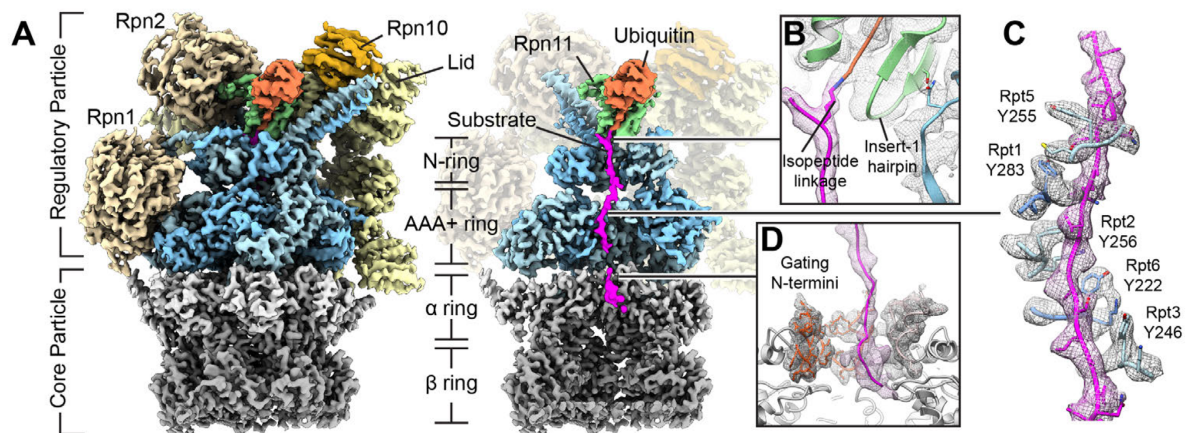 A
Rpn2
Rpn10
Lid
Rpn1
Regulatory Particle
Core Particle
N-ring
AAA+ ring
α ring
β ring
Rpn11
Ubiquitin
Substrate
B
Isopeptide
linkage
Insert-1
hairpin
C
Rpt5
Y255
Rpt1
Y283
Rpt2
Y256
Rpt6
Y222
Rpt3
Y246
D
Gating
N-termini